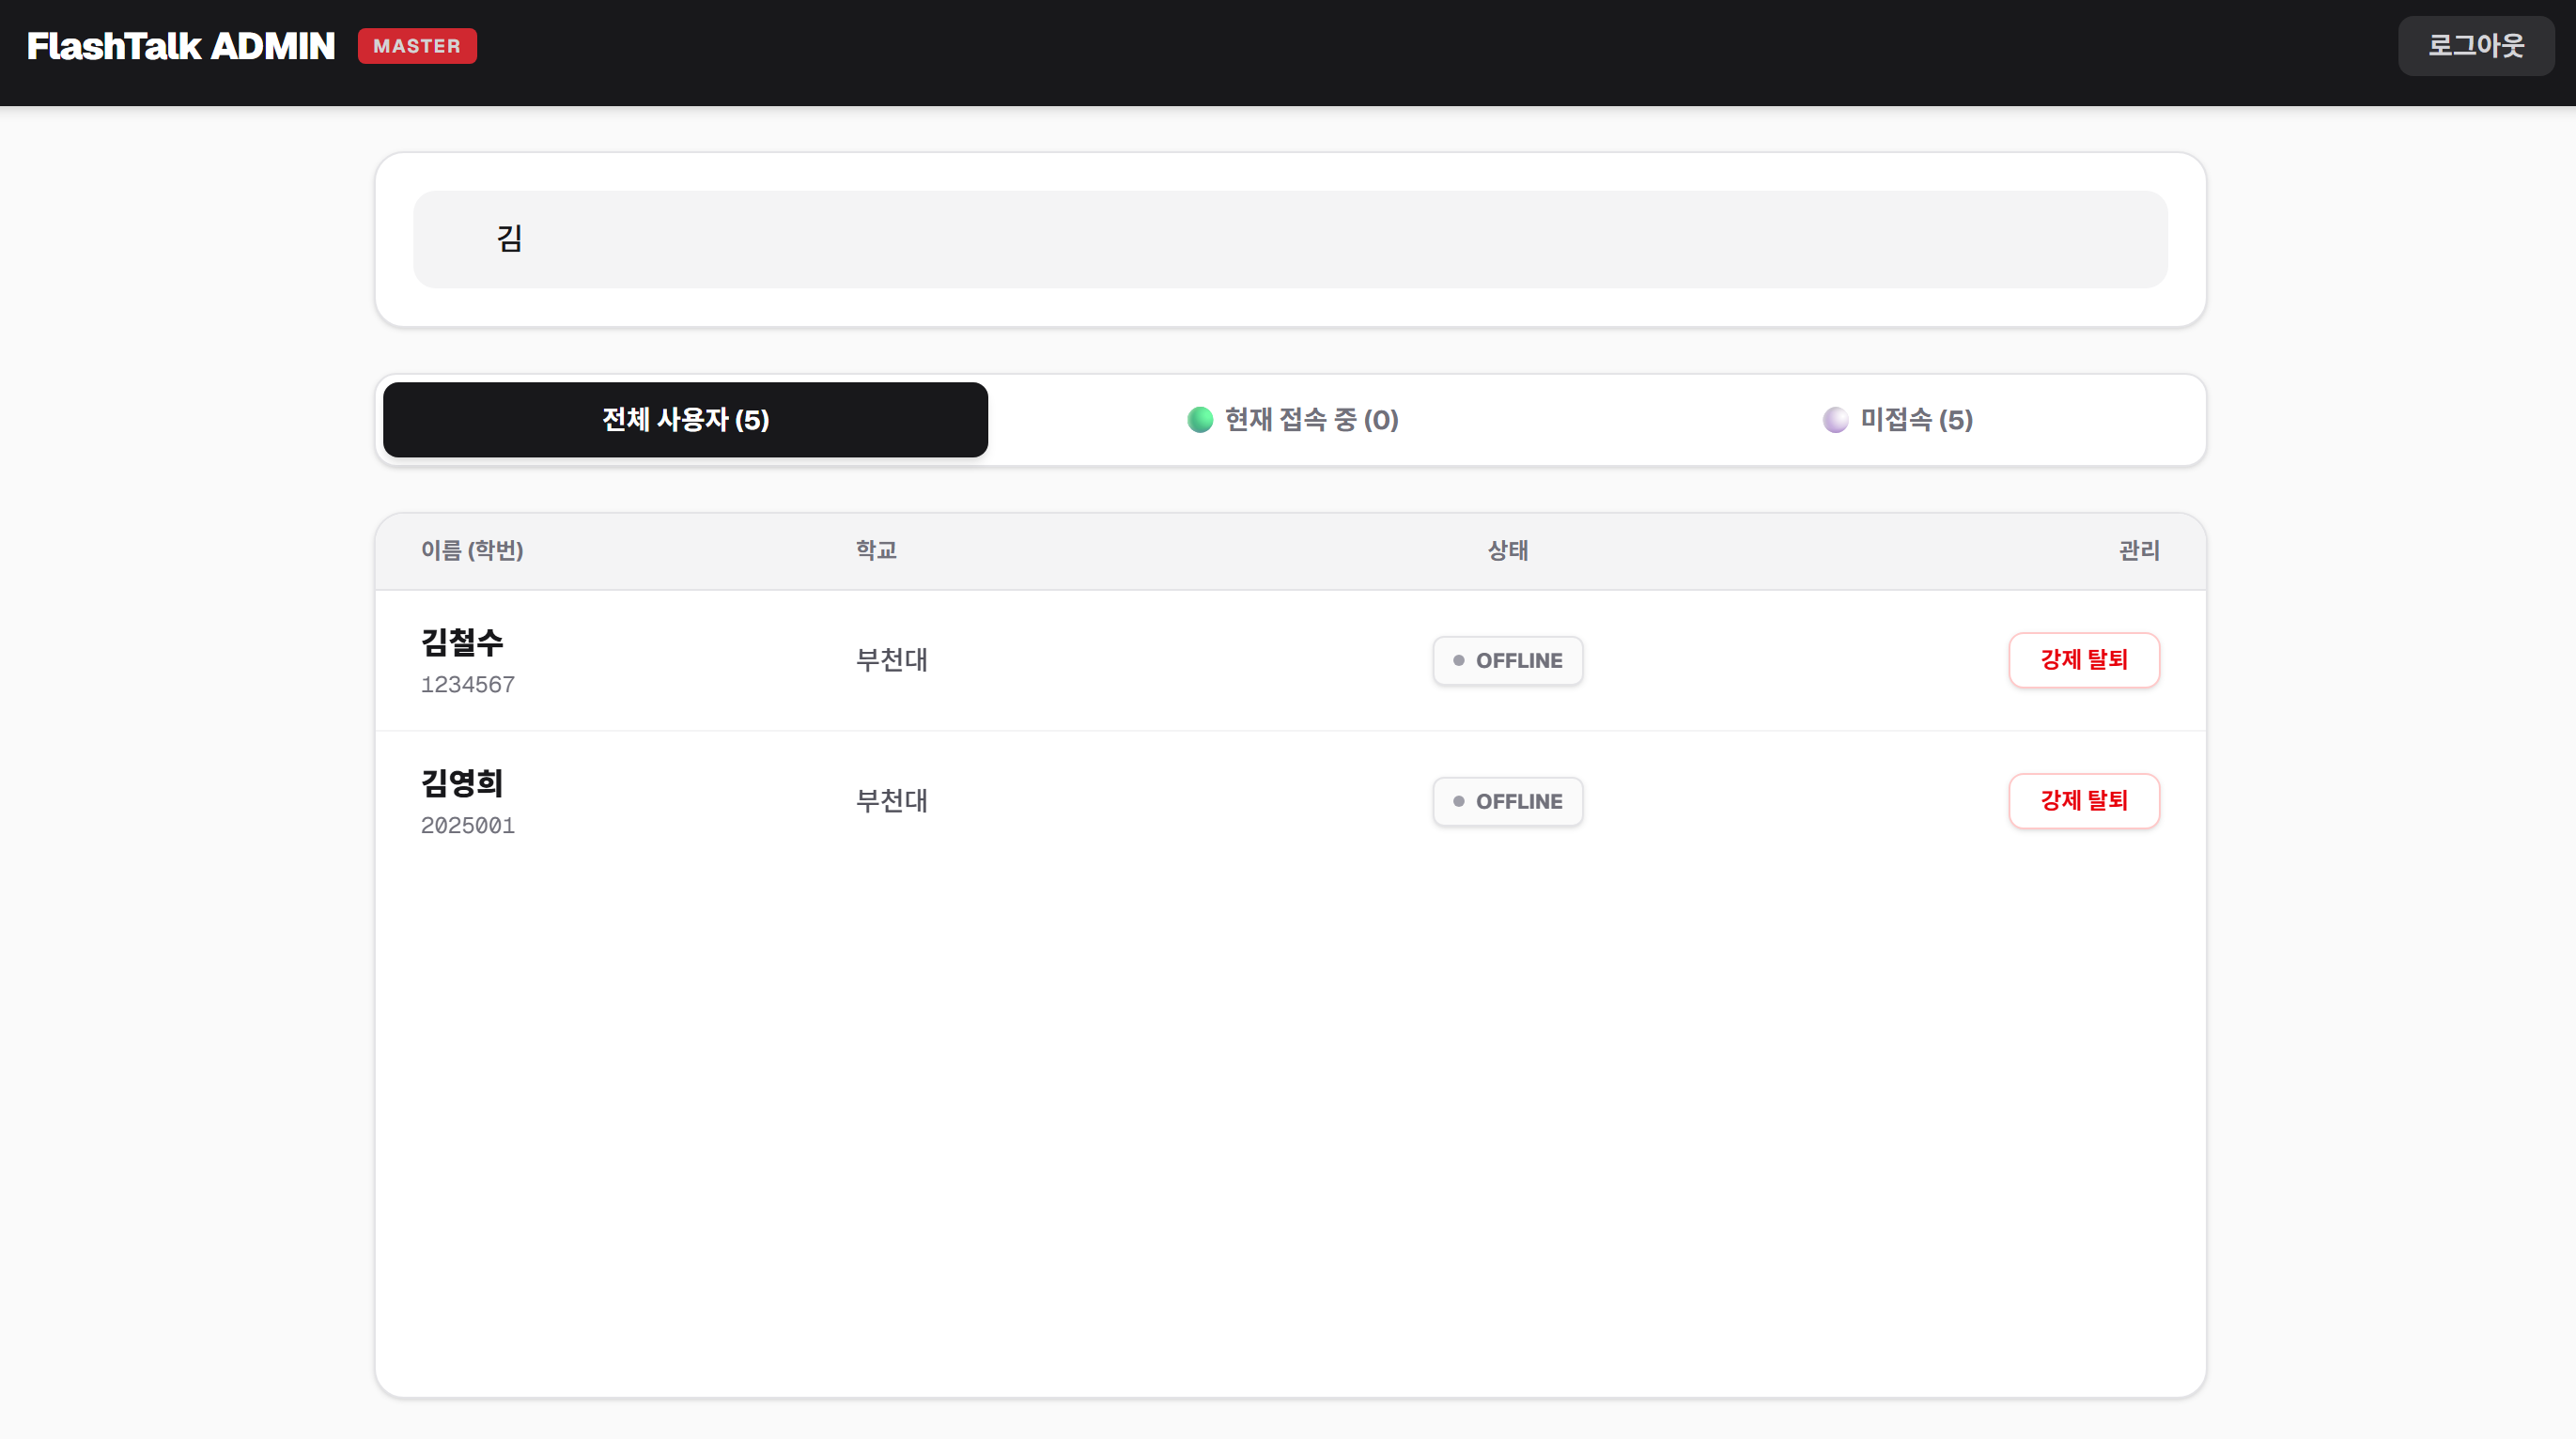 FlashTalk ADMIN MASTER 로그아웃
김
전체 사용자 (5) 현재 접속 중 (0) 미접속 (5)
이름 (학번) 학교 상태 관리
김철수
1234567
부천대 OFFLINE 강제 탈퇴
김영희
2025001
부천대 OFFLINE 강제 탈퇴